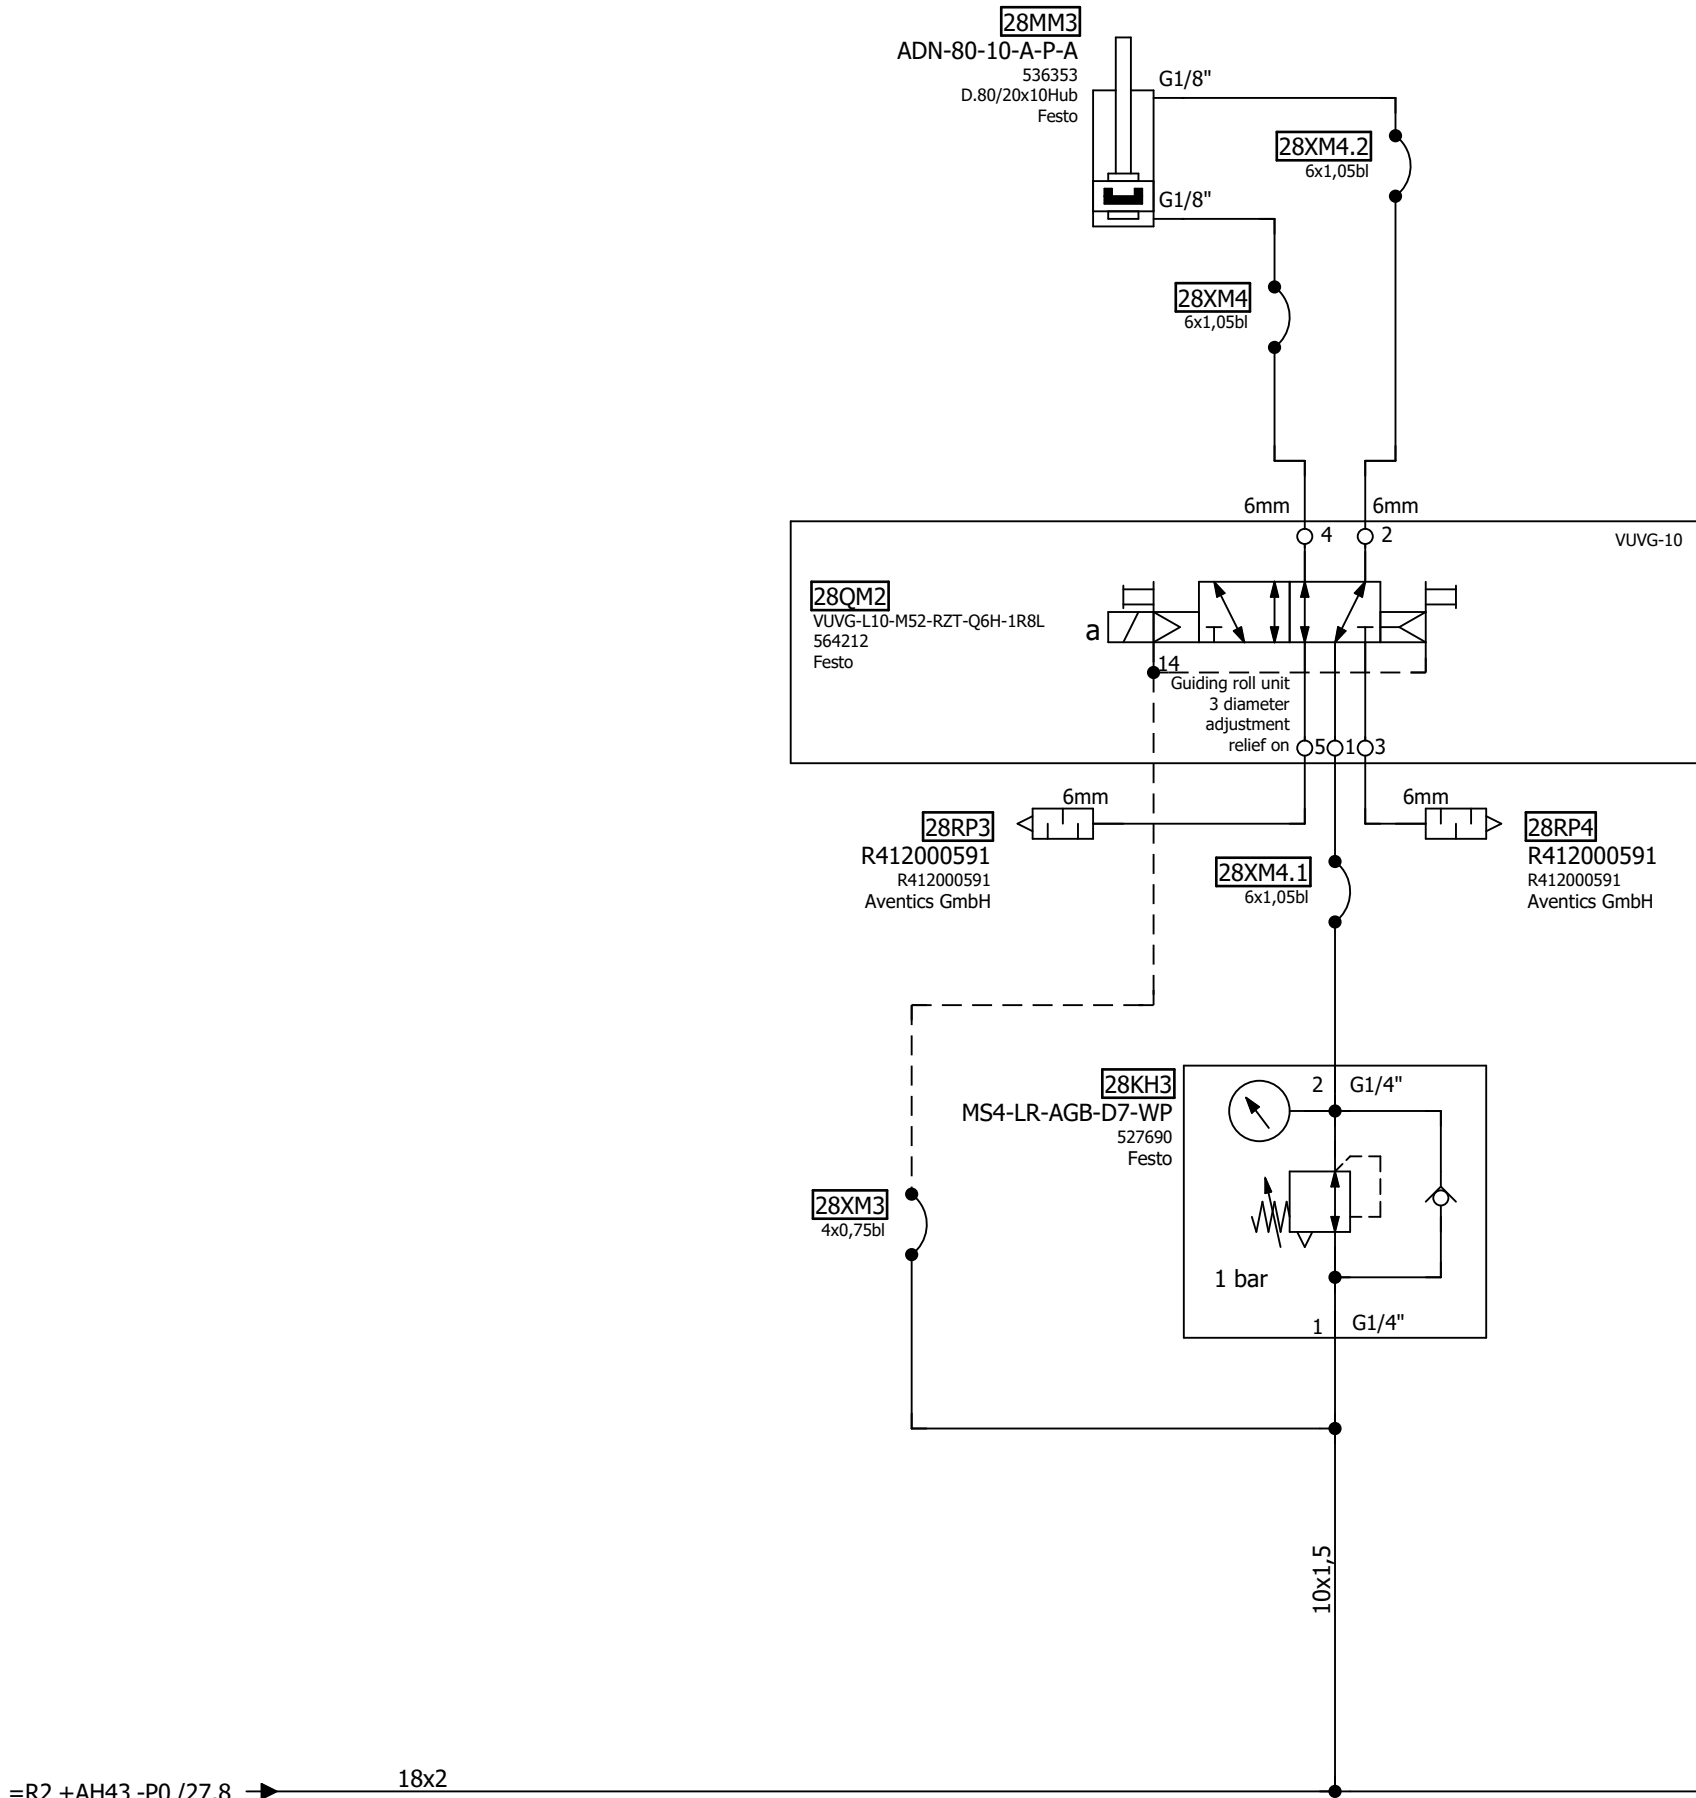 28MM3
ADN-80-10-A-P-A
536353
D.80/20x10Hub
Festo
G1/8"
28XM4.2
6x1,05bl
G1/8"
28XM4
6x1,05bl
6mm
6mm
4
2
VUVG-10
28QM2
VUVG-L10-M52-RZT-Q6H-1R8L
564212
Festo
a
14
Guiding roll unit
3 diameter
adjustment
relief on
5
1
3
6mm
6mm
28RP3
R412000591
R412000591
Aventics GmbH
28RP4
R412000591
R412000591
Aventics GmbH
28XM4.1
6x1,05bl
28KH3
MS4-LR-AGB-D7-WP
527690
Festo
2
G1/4"
28XM3
4x0,75bl
1 bar
1
G1/4"
10x1,5
18x2
=R2 +AH43 -P0 /27.8